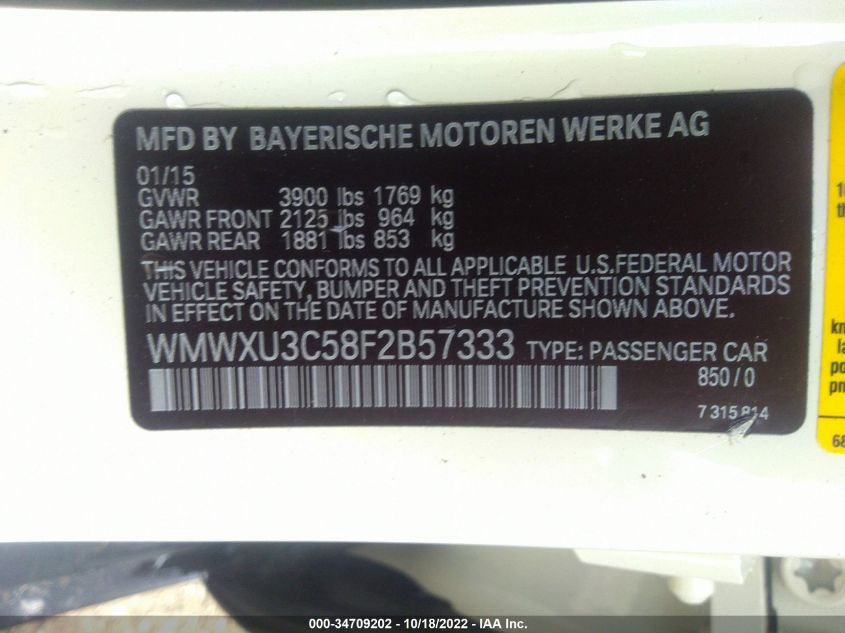 MFD BY BAYERISCHE MOTOREN WERKE AG
01/15
GVWR 3900 lbs 1769 kg
GAWR FRONT 2125 lbs 964 kg
GAWR REAR 1881 lbs 853 kg
THIS VEHICLE CONFORMS TO ALL APPLICABLE U.S.FEDERAL MOTOR
VEHICLE SAFETY, BUMPER AND THEFT PREVENTION STANDARDS
IN EFFECT ON THE DATE OF MANUFACTURE SHOWN ABOVE.
WMWXU3C58F2B57333 TYPE: PASSENGER CAR
850/0
7 315 814
000-34709202 - 10/18/2022 - IAA Inc.